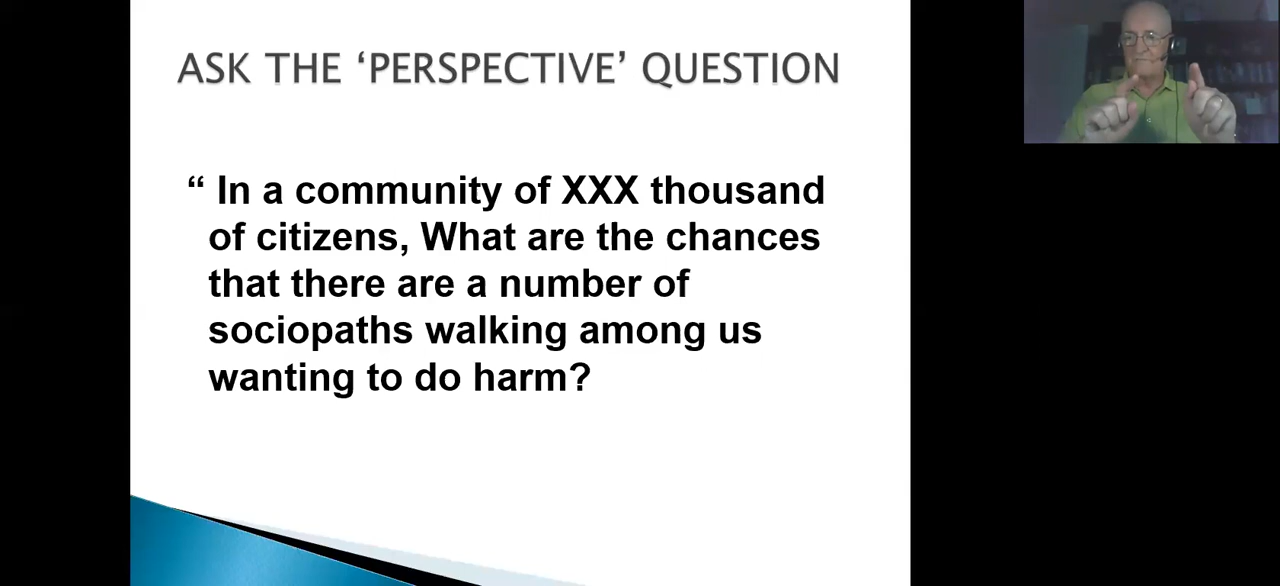 ASK THE ‘PERSPECTIVE’ QUESTION
“ In a community of XXX thousand
of citizens, What are the chances
that there are a number of
sociopaths walking among us
wanting to do harm?